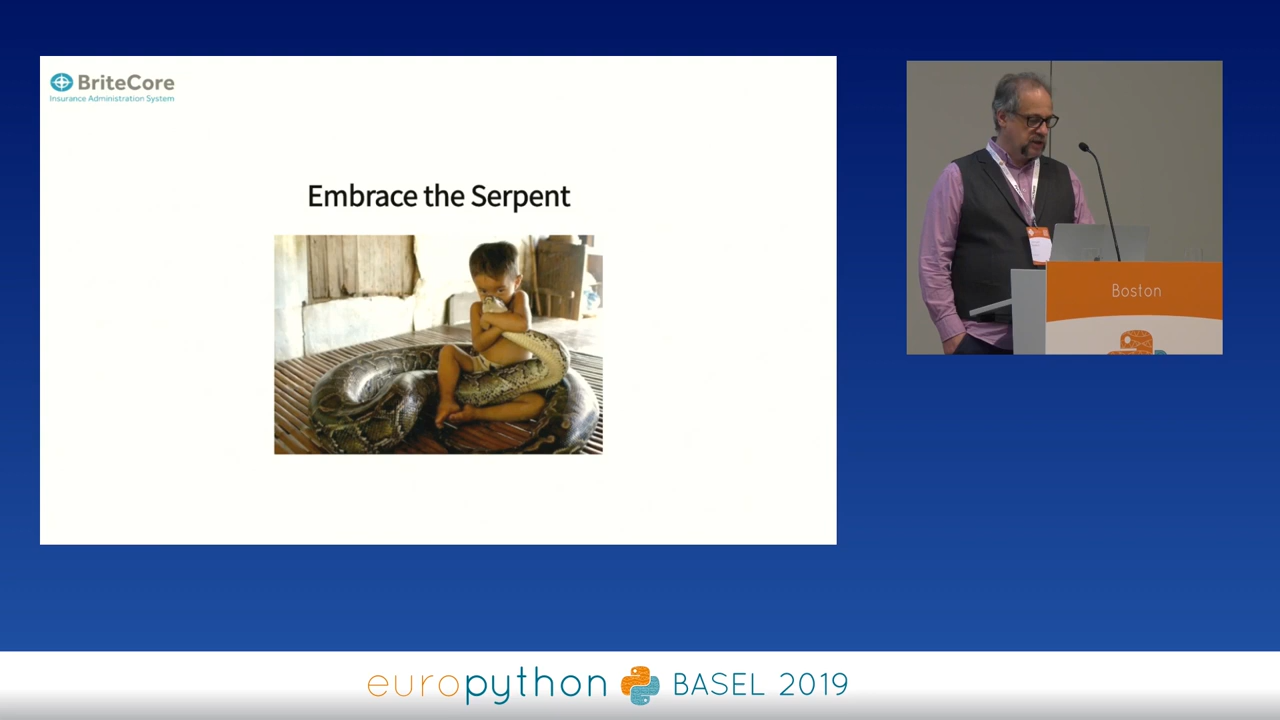 BriteCore
Insurance Administration System
Embrace the Serpent
Boston
europython BASEL 2019